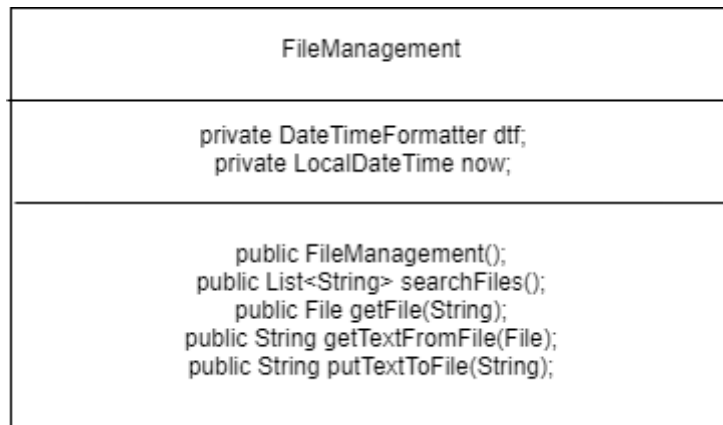 FileManagement
private DateTimeFormatter dtf;
private LocalDateTime now;
public FileManagement();
public List<String> searchFiles();
public File getFile(String);
public String getTextFromFile(File);
public String putTextToFile(String);